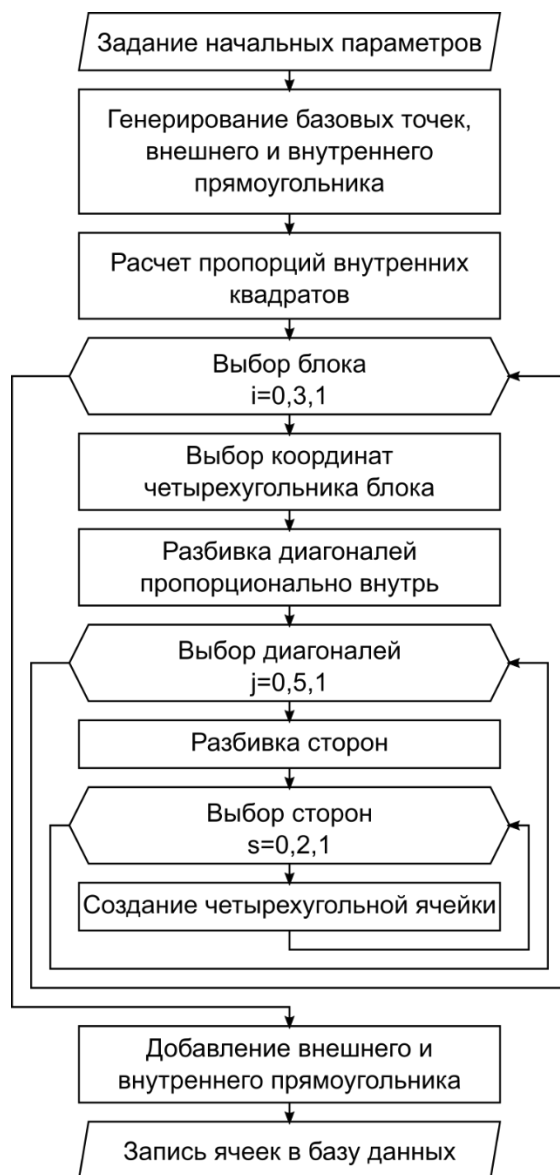 Задание начальных параметров
Генерирование базовых точек,
внешнего и внутреннего
прямоугольника
Расчет пропорций внутренних
квадратов
Выбор блока
i=0,3,1
Выбор координат
четырехугольника блока
Разбивка диагоналей
пропорционально внутрь
Выбор диагоналей
j=0,5,1
Разбивка сторон
Выбор сторон
s=0,2,1
Создание четырехугольной ячейки
Добавление внешнего и
внутреннего прямоугольника
Запись ячеек в базу данных